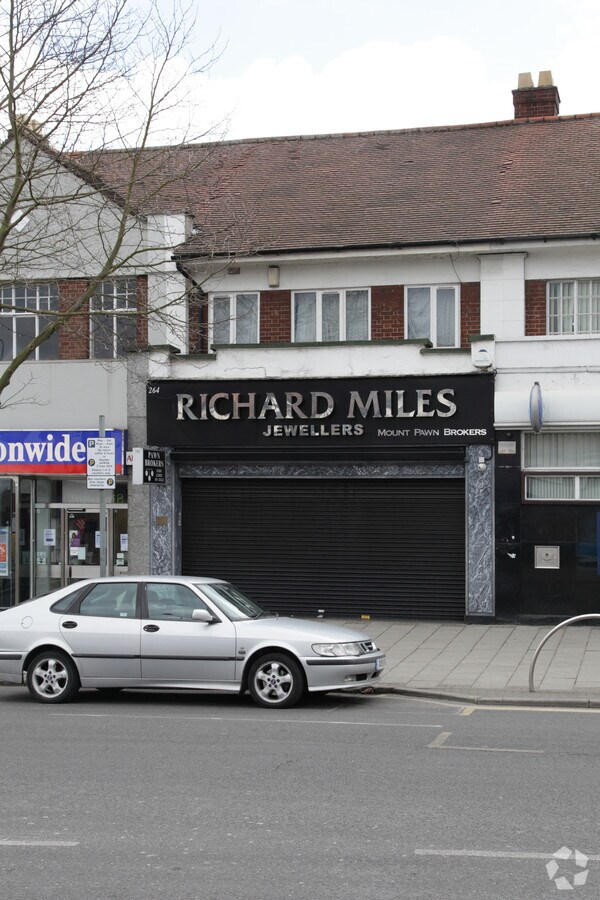 264
RICHARD MILES
JEWELLERS
MOUNT PAWN BROKERS
onwide
PAWN
BROKERS